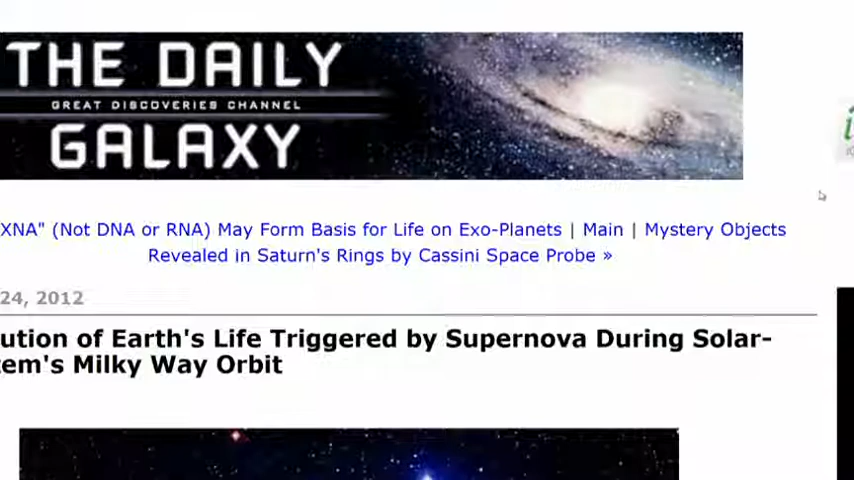 THE DAILY
GREAT DISCOVERIES CHANNEL
GALAXY
XNA" (Not DNA or RNA) May Form Basis for Life on Exo-Planets | Main | Mystery Objects
Revealed in Saturn's Rings by Cassini Space Probe »
24, 2012
ution of Earth's Life Triggered by Supernova During Solar-
tem's Milky Way Orbit